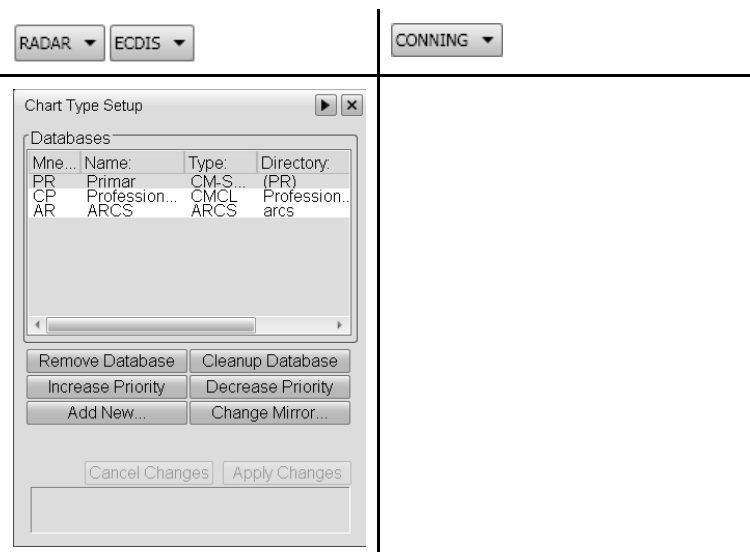 RADAR ECDIS CONNING
Chart Type Setup
Databases
Mne... Name: Type: Directory:
PR Primar CM-S... (PR)
CP Profession... CMCL Profession..
AR ARCS ARCS arcs
Remove Database Cleanup Database
Increase Priority Decrease Priority
Add New... Change Mirror...
Cancel Changes Apply Changes